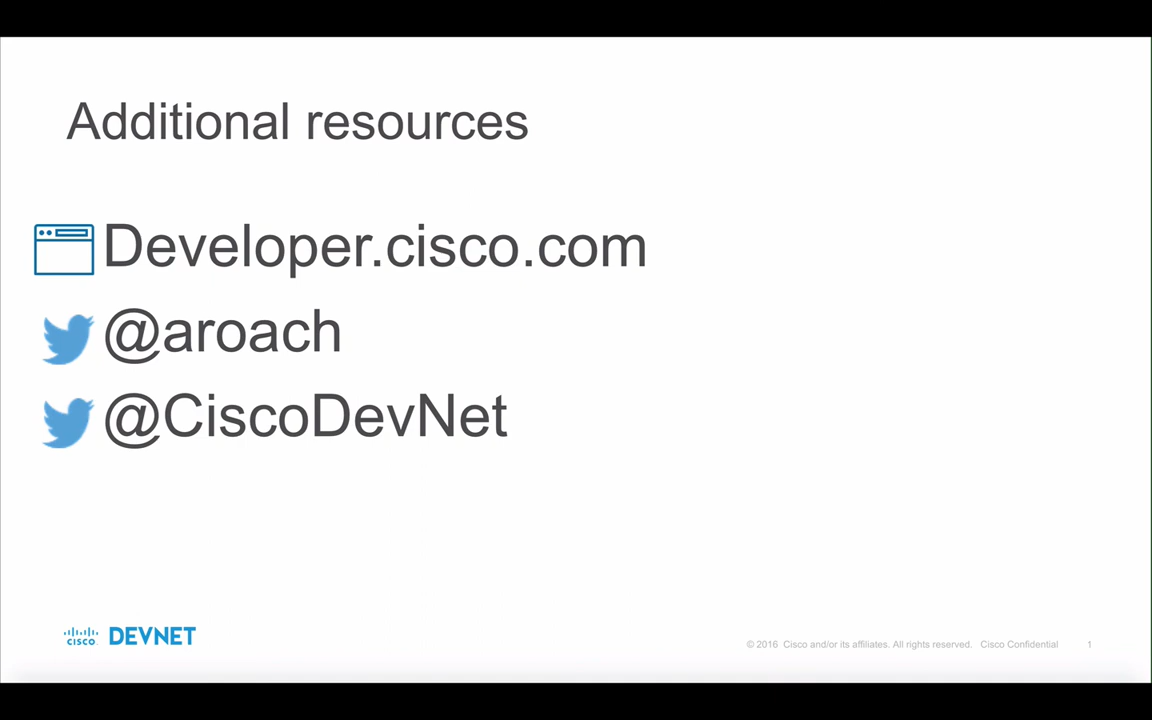 Additional resources
Developer.cisco.com
@aroach
@CiscoDevNet
CISCO DEVNET
© 2016 Cisco and/or its affiliates. All rights reserved. Cisco Confidential 1